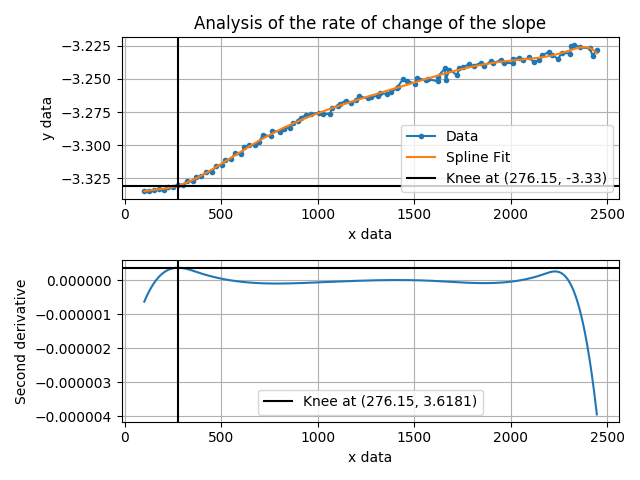 Analysis of the rate of change of the slope
−3.225
−3.250
−3.275
−3.300
−3.325
y data
Data
Spline Fit
Knee at (276.15, -3.33)
0 500 1000 1500 2000 2500
x data
0.000000
−0.000001
−0.000002
−0.000003
−0.000004
Second derivative
Knee at (276.15, 3.6181)
0 500 1000 1500 2000 2500
x data